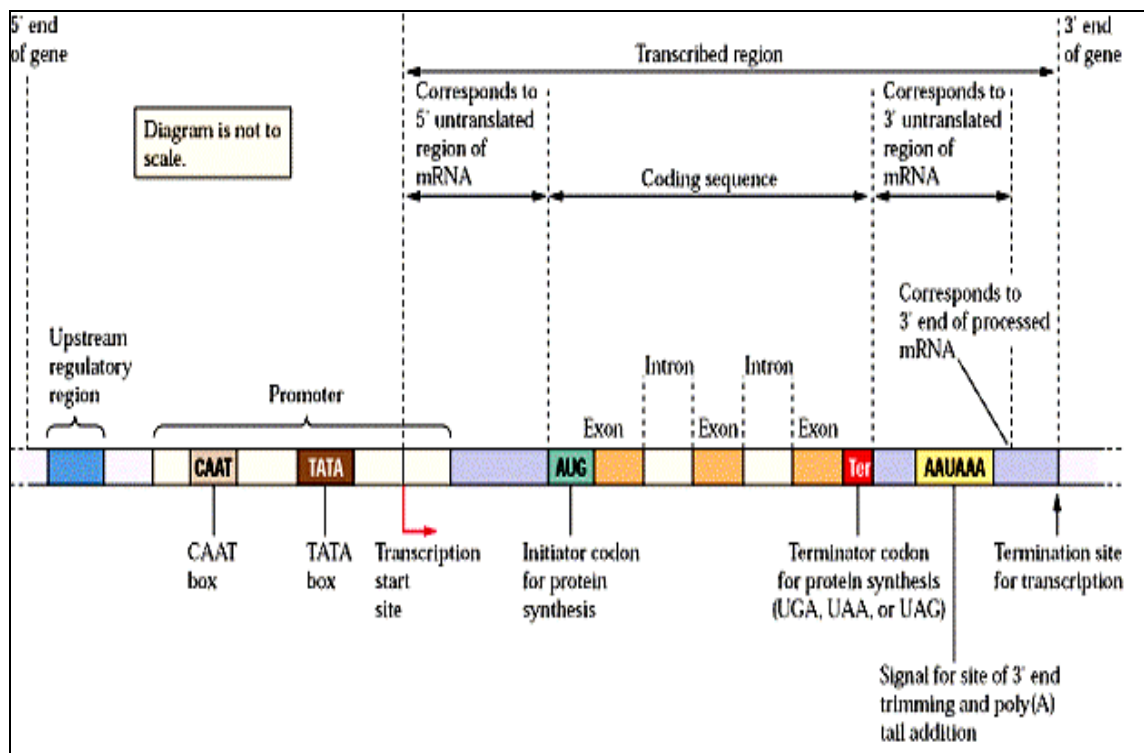 5' end
of gene
3' end
of gene
Transcribed region
Corresponds to
5' untranslated
region of
mRNA
Corresponds to
3' untranslated
region of
mRNA
Diagram is not to
scale.
Coding sequence
Corresponds to
3' end of processed
mRNA
Upstream
regulatory
region
Promoter
Intron
Intron
Exon
Exon
Exon
CAAT
TATA
AUG
Ter
AAUAAA
CAAT
box
TATA
box
Transcription
start
site
Initiator codon
for protein
synthesis
Terminator codon
for protein synthesis
(UGA, UAA, or UAG)
Termination site
for transcription
Signal for site of 3' end
trimming and poly(A)
tail addition